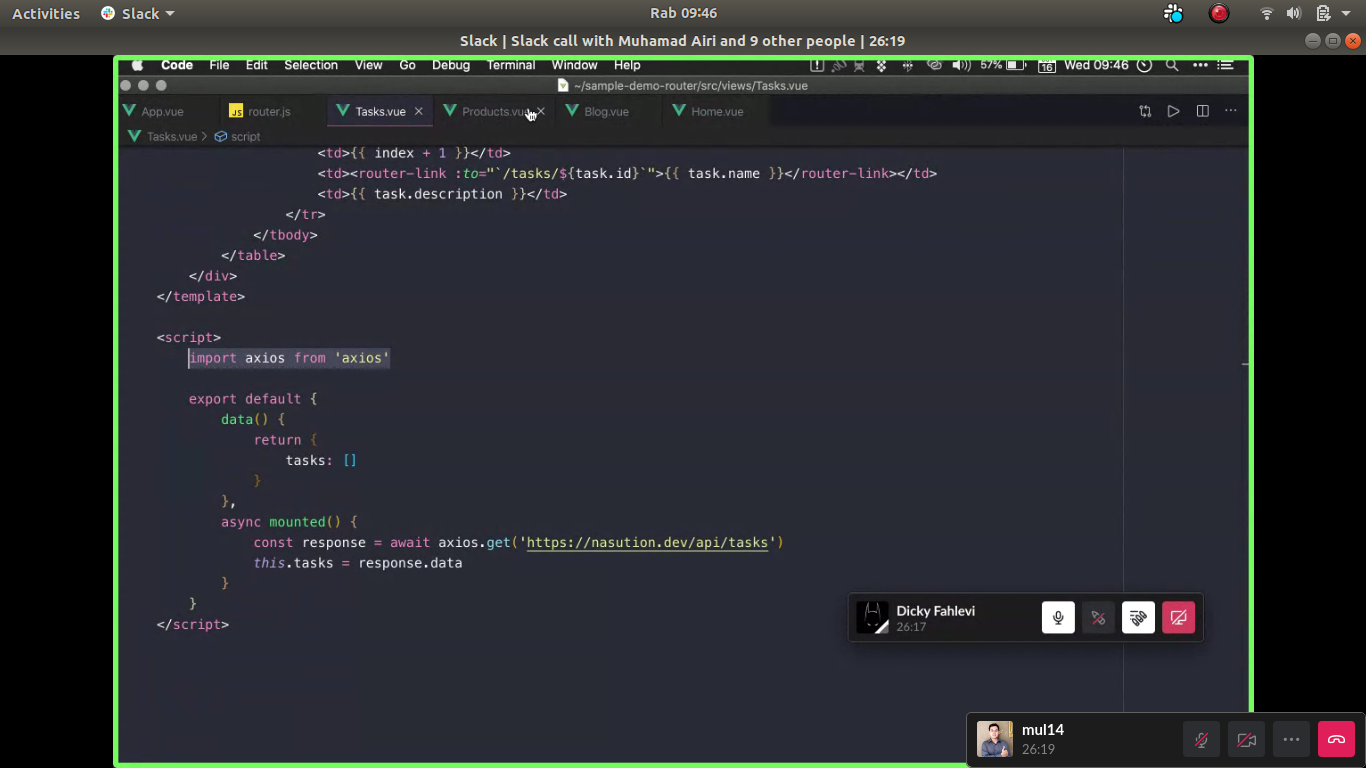 Activities Slack Rab 09:46
Slack | Slack call with Muhamad Airi and 9 other people | 26:19
Code File Edit Selection View Go Debug Terminal Window Help 57% 16 Wed 09:46
~/sample-demo-router/src/views/Tasks.vue
App.vue JS router.js Tasks.vue Products.vue Blog.vue Home.vue
Tasks.vue > script
<td>{{ index + 1 }}</td>
<td><router-link :to="`/tasks/${task.id}`">{{ task.name }}</router-link></td>
<td>{{ task.description }}</td>
</tr>
</tbody>
</table>
</div>
</template>
<script>
import axios from 'axios'
export default {
data() {
return {
tasks: []
}
},
async mounted() {
const response = await axios.get('https://nasution.dev/api/tasks')
this.tasks = response.data
}
}
</script>
Dicky Fahlevi
26:17
mul14
26:19